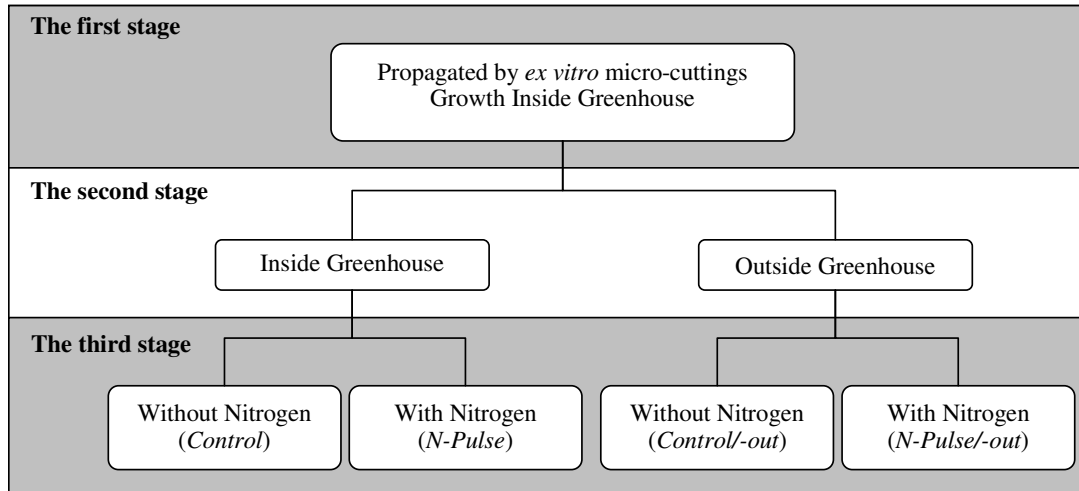 The first stage
Propagated by ex vitro micro-cuttings
Growth Inside Greenhouse
The second stage
Inside Greenhouse
Outside Greenhouse
The third stage
Without Nitrogen
(Control)
With Nitrogen
(N-Pulse)
Without Nitrogen
(Control/-out)
With Nitrogen
(N-Pulse/-out)